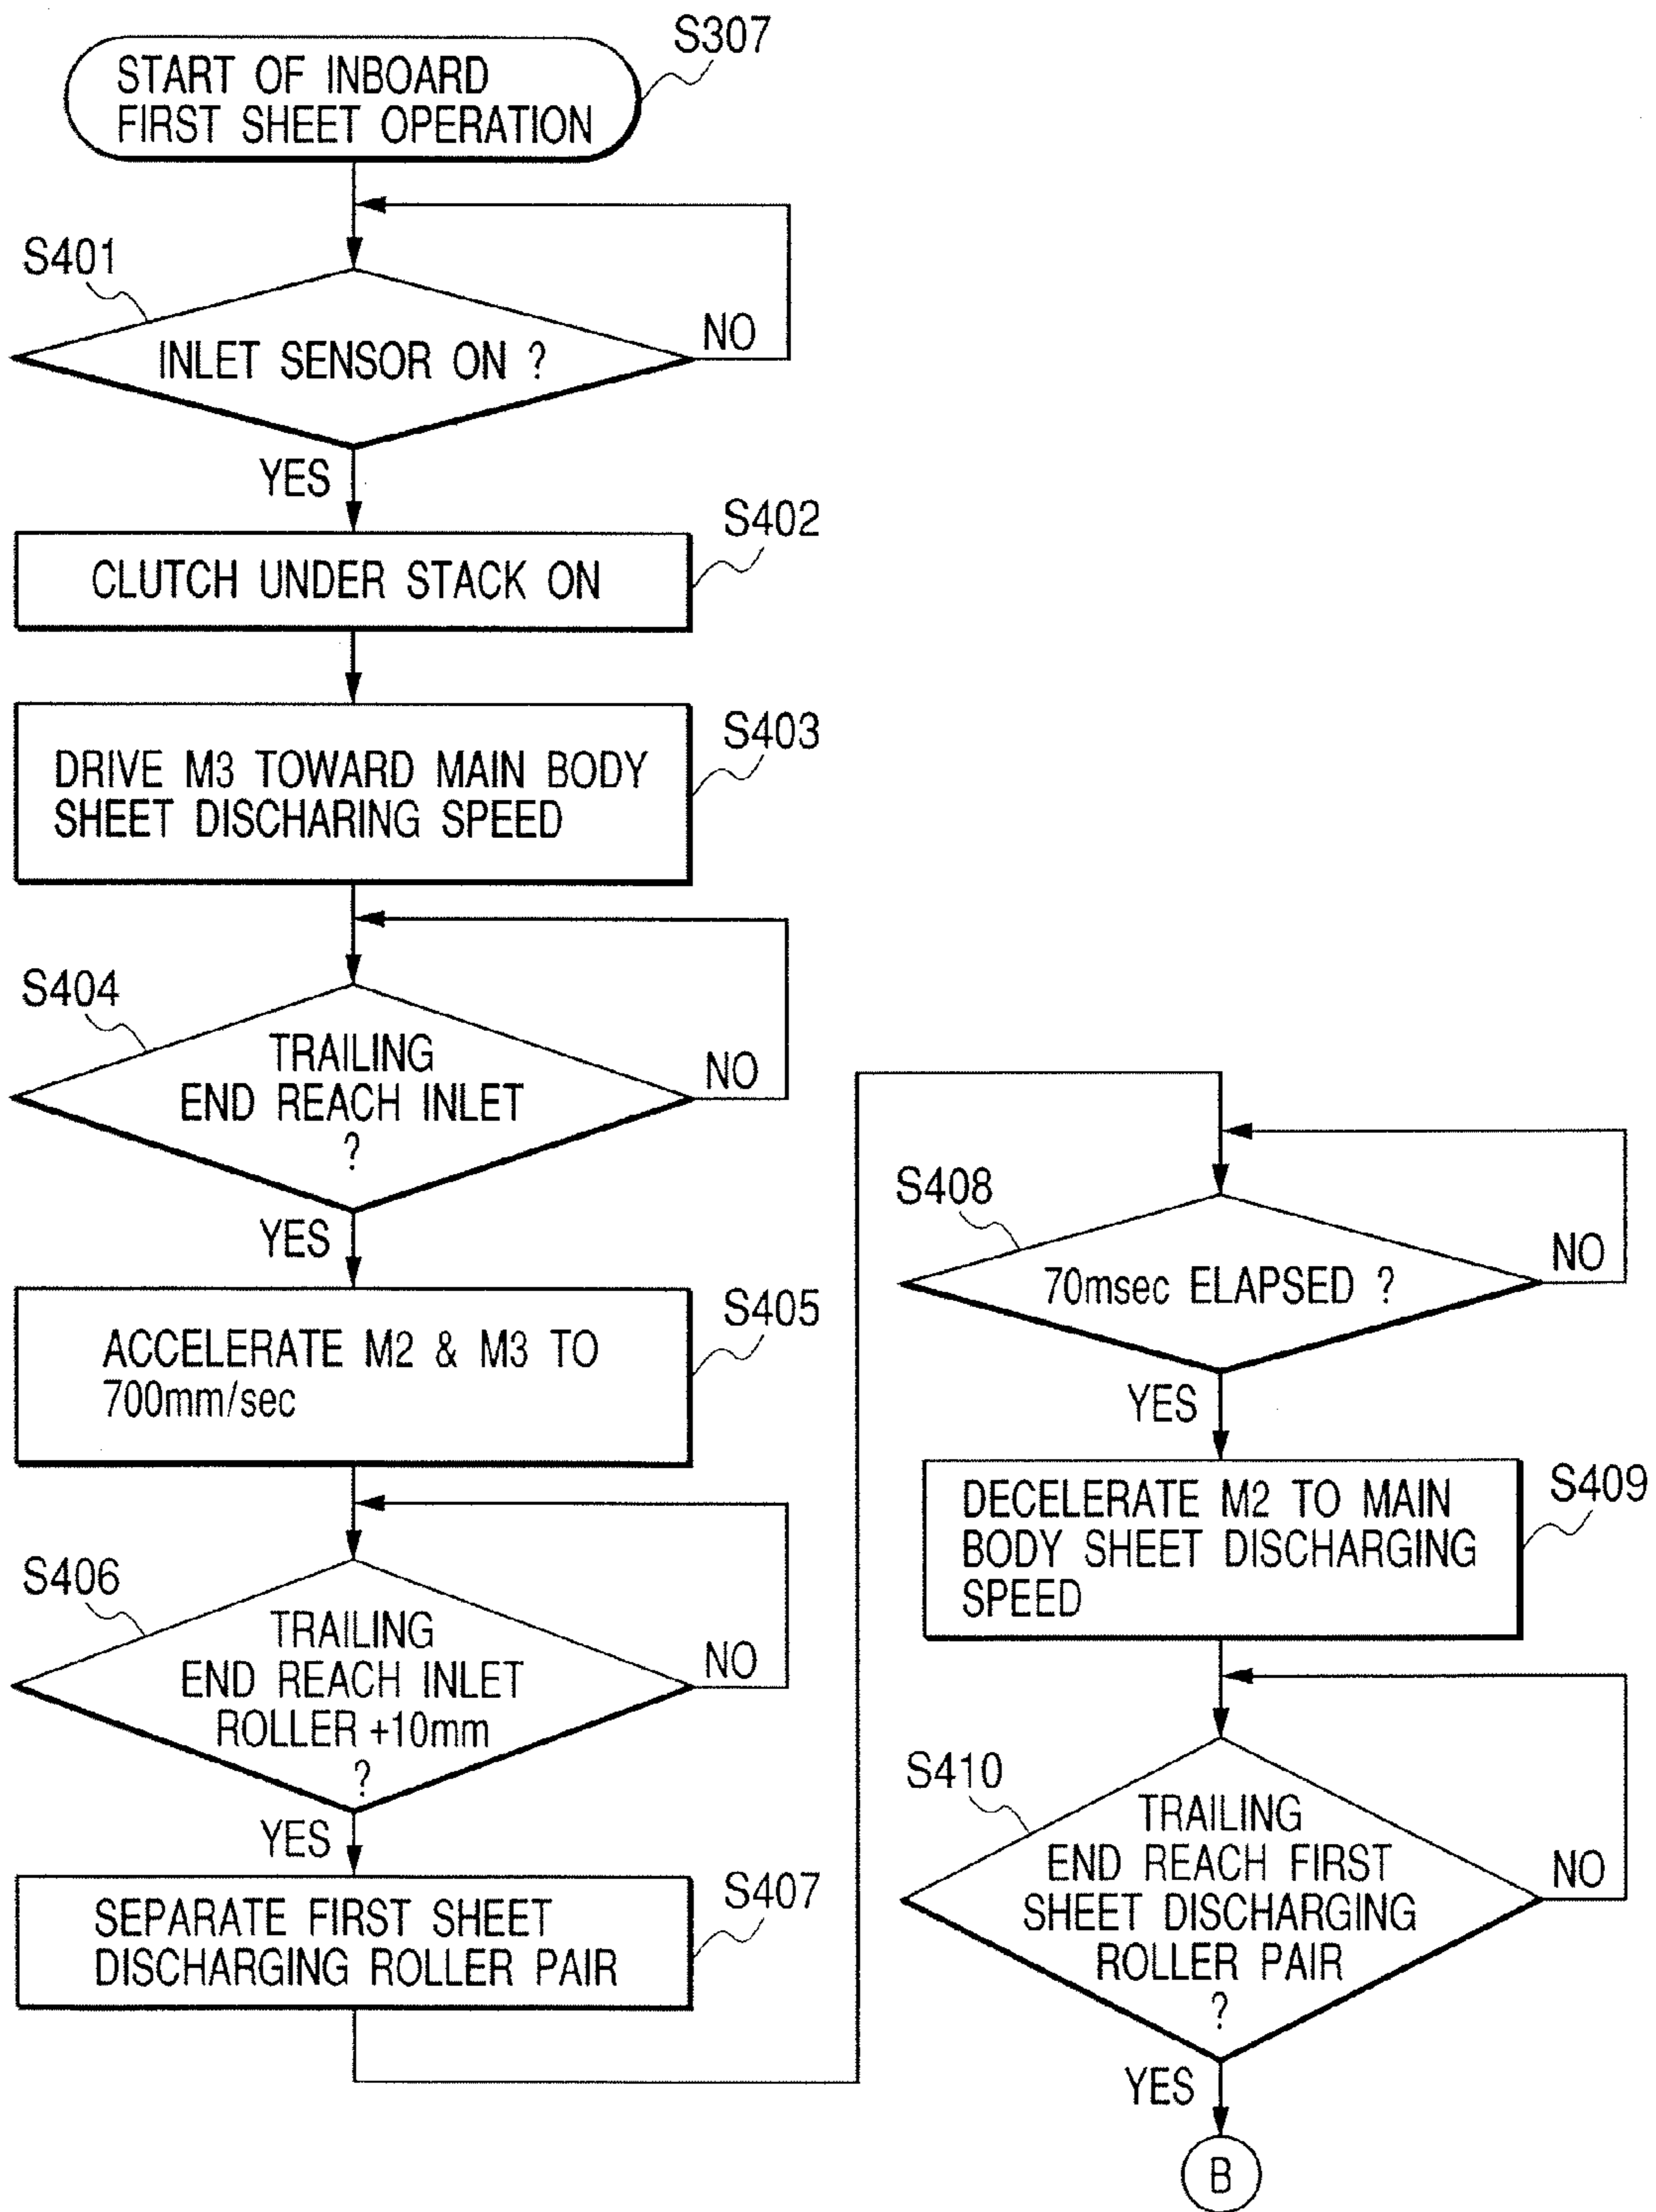 S307
START OF INBOARD
FIRST SHEET OPERATION
S401
INLET SENSOR ON ?
NO
YES
S402
CLUTCH UNDER STACK ON
S403
DRIVE M3 TOWARD MAIN BODY
SHEET DISCHARING SPEED
S404
TRAILING
END REACH INLET
?
NO
YES
S405
ACCELERATE M2 & M3 TO
700mm/sec
S406
TRAILING
END REACH INLET
ROLLER +10mm
?
NO
YES
S407
SEPARATE FIRST SHEET
DISCHARGING ROLLER PAIR
S408
70msec ELAPSED ?
NO
YES
S409
DECELERATE M2 TO MAIN
BODY SHEET DISCHARGING
SPEED
S410
TRAILING
END REACH FIRST
SHEET DISCHARGING
ROLLER PAIR
?
NO
YES
B